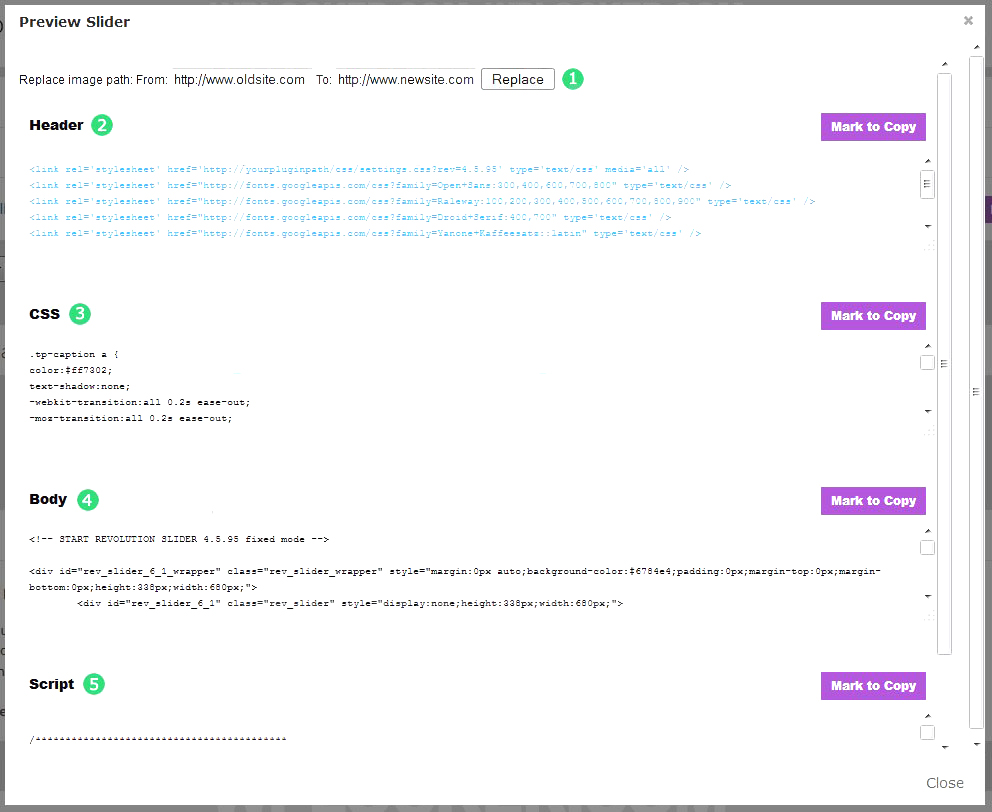 Preview Slider
×
Replace image path: From: http://www.oldsite.com To: http://www.newsite.com Replace 1
Header 2
Mark to Copy
<link rel='stylesheet' href='http://yourpluginpath/css/settings.css?rev=4.5.95' type='text/css' media='all' />
<link rel='stylesheet' href="http://fonts.googleapis.com/css?family=Open+Sans:300,400,600,700,800" type='text/css' />
<link rel='stylesheet' href="http://fonts.googleapis.com/css?family=Raleway:100,200,300,400,500,600,700,800,900" type='text/css' />
<link rel='stylesheet' href='http://fonts.googleapis.com/css?family=Droid+Serif:400,700" type='text/css' />
<link rel='stylesheet' href="http://fonts.googleapis.com/css?family=Yanone+Kaffeesatz::latin" type='text/css' />
CSS 3
Mark to Copy
.tp-caption a {
color:#ff7302;
text-shadow:none;
-webkit-transition:all 0.2s ease-out;
-moz-transition:all 0.2s ease-out;
Body 4
Mark to Copy
<!-- START REVOLUTION SLIDER 4.5.95 fixed mode -->
<div id="rev_slider_6_1_wrapper" class="rev_slider_wrapper" style="margin:0px auto;background-color:#6784e4;padding:0px;margin-top:0px;margin-
bottom:0px;height:338px;width:680px;">
<div id="rev_slider_6_1" class="rev_slider" style="display:none;height:338px;width:680px;">
Script 5
Mark to Copy
/******************************************
Close